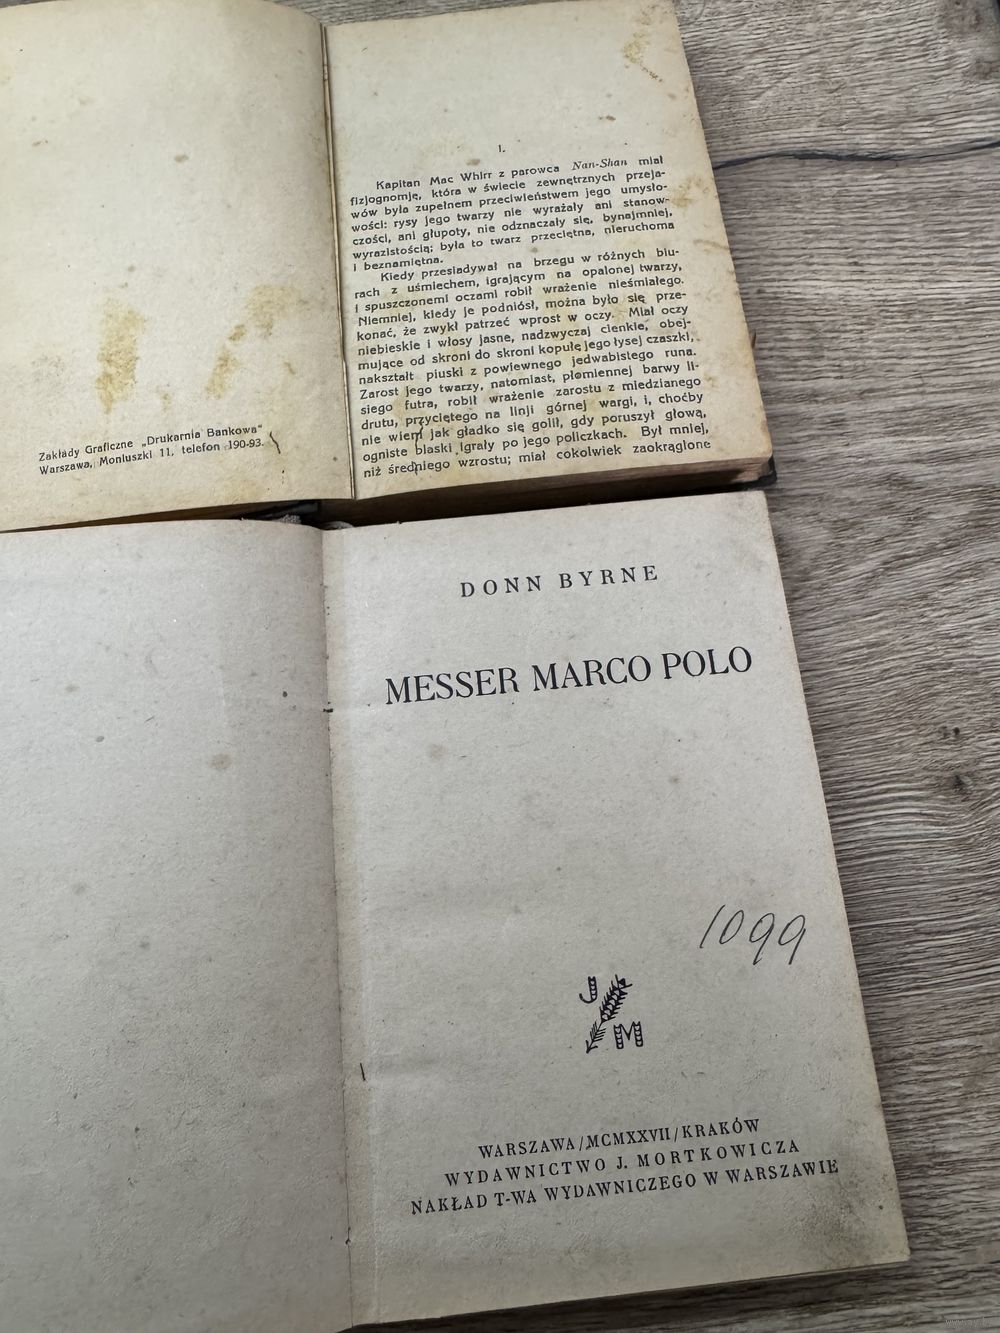 Zakłady Graficzne „Drukarnia Bankowa“
Warszawa, Moniuszki 11, telefon 190-93.
I.
Kapitan Mac Whirr z parowca Nan-Shan miał
fizjognomję, która w świecie zewnętrznych przeja-
wów była zupełnem przeciwieństwem jego umysło-
wości: rysy jego twarzy nie wyrażały ani stanow-
czości, ani głupoty, nie odznaczały się, bynajmniej,
wyrazistością; była to twarz przeciętna, nieruchoma
i beznamiętna.
Kiedy przesiadywał na brzegu w różnych biu-
rach z uśmiechem, igrającym na opalonej twarzy,
i spuszczonemi oczami robił wrażenie nieśmiałego.
Niemniej, kiedy je podniósł, można było się prze-
konać, że zwykł patrzeć wprost w oczy. Miał oczy
niebieskie i włosy jasne, nadzwyczaj cienkie, obej-
mujące od skroni do skroni kopułę jego łysej czaszki,
nakształt piuski z powiewnego jedwabistego runa.
Zarost jego twarzy, natomiast, płomiennej barwy li-
siego futra, robił wrażenie zarostu z miedzianego
drutu, przyciętego na linji górnej wargi, i, choćby
nie wiem jak gładko się golił, gdy poruszył głową,
ogniste blaski igrały po jego policzkach. Był mniej,
niż średniego wzrostu; miał cokolwiek zaokrąglone
DONN BYRNE
MESSER MARCO POLO
1099
J
M
WARSZAWA/MCMXXVII/KRAKÓW
WYDAWNICTWO J. MORTKOWICZA
NAKŁAD T-WA WYDAWNICZEGO W WARSZAWIE